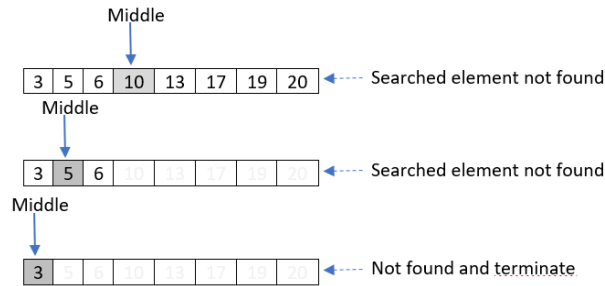 Middle
3 5 6 10 13 17 19 20 Searched element not found
Middle
3 5 6 10 13 17 19 20 Searched element not found
Middle
3 5 6 10 13 17 19 20 Not found and terminate